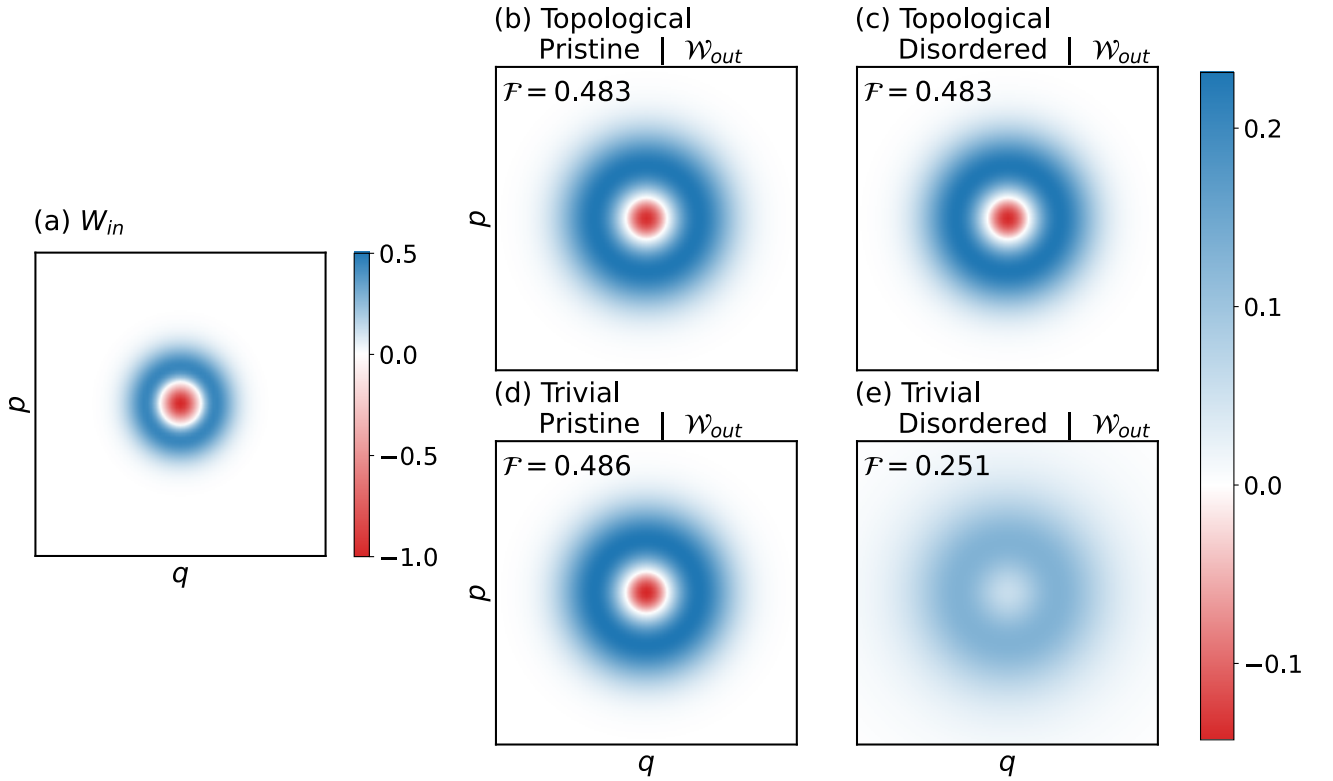 (a) W_in
0.5
0.0
−0.5
−1.0
p
q
(b) Topological
Pristine | 𝒲_out
ℱ = 0.483
p
(c) Topological
Disordered | 𝒲_out
ℱ = 0.483
(d) Trivial
Pristine | 𝒲_out
ℱ = 0.486
p
q
(e) Trivial
Disordered | 𝒲_out
ℱ = 0.251
q
0.2
0.1
0.0
−0.1